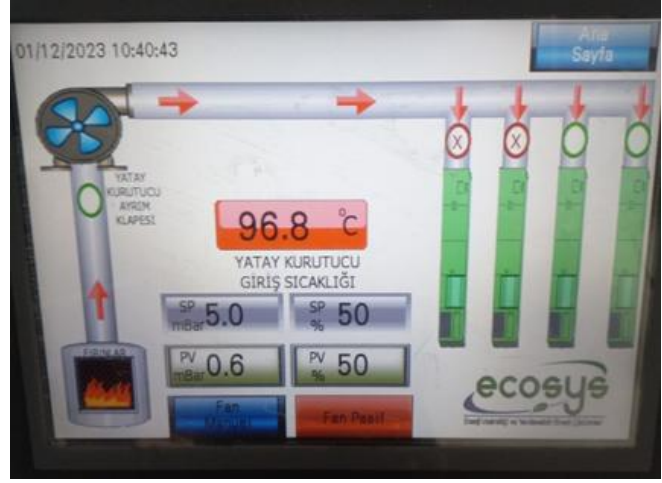 01/12/2023 10:40:43
Ana
Sayfa
X
X
YATAY
KURUTUCU
AYRIM
KLAPESİ
96.8 °C
YATAY KURUTUCU
GİRİŞ SICAKLIĞI
SP
mBar 5.0
SP
% 50
FIRINLAR
PV
mBar 0.6
PV
% 50
Fan
Manuel
Fan Pasif
ecosys